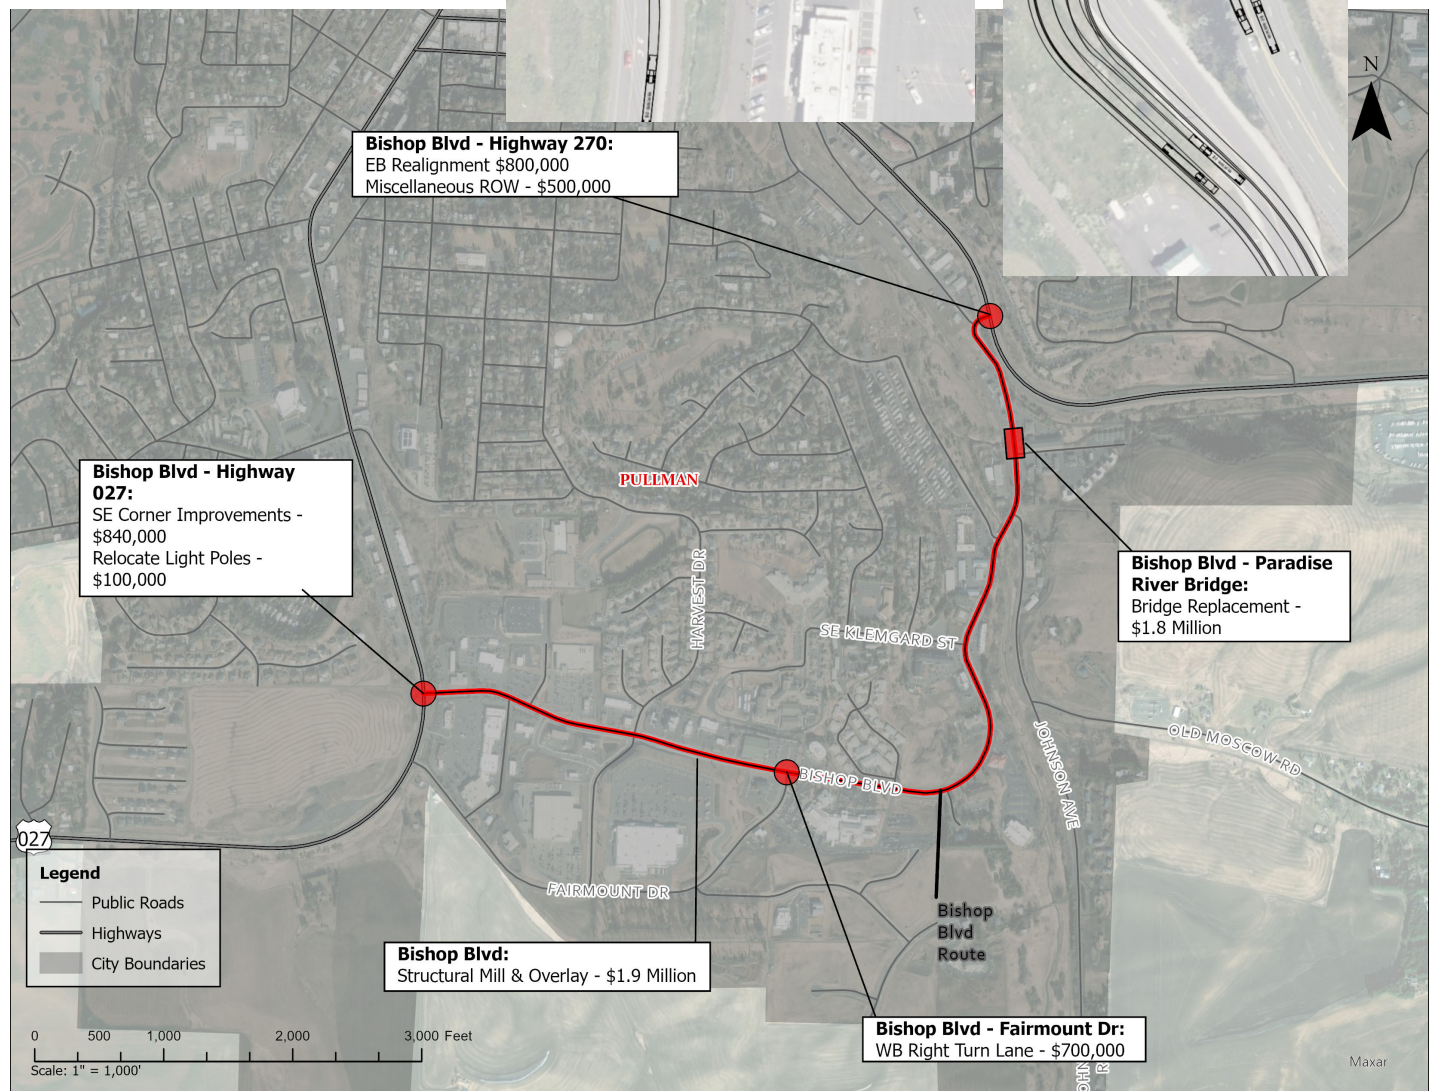 N
Bishop Blvd - Highway 270:
EB Realignment $800,000
Miscellaneous ROW - $500,000
Bishop Blvd - Highway
027:
SE Corner Improvements -
$840,000
Relocate Light Poles -
$100,000
PULLMAN
HARVEST DR
SE KLEMGARD ST
Bishop Blvd - Paradise
River Bridge:
Bridge Replacement -
$1.8 Million
OLD MOSCOW RD
JOHNSON AVE
BISHOP BLVD
FAIRMOUNT DR
027
Legend
Public Roads
Highways
City Boundaries
Bishop
Blvd
Route
Bishop Blvd:
Structural Mill & Overlay - $1.9 Million
Bishop Blvd - Fairmount Dr:
WB Right Turn Lane - $700,000
0 500 1,000 2,000 3,000 Feet
Scale: 1" = 1,000'
Maxar